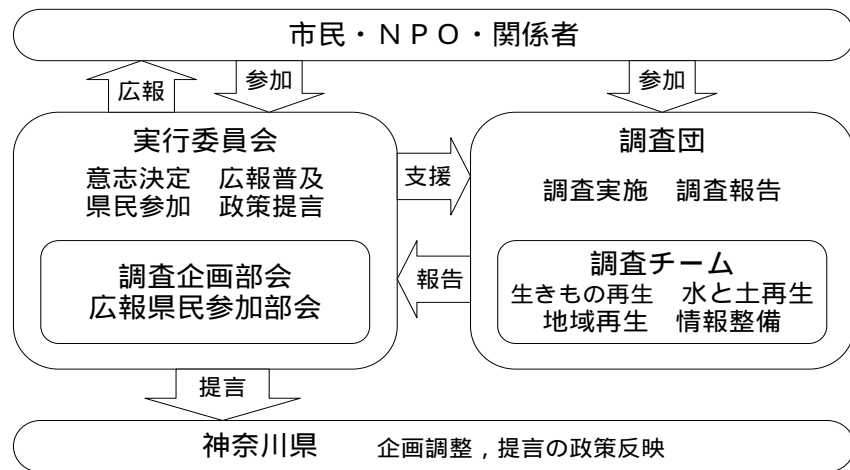 市民・ＮＰＯ・関係者
広報
参加
参加
実行委員会
意志決定　広報普及
県民参加　政策提言
調査企画部会
広報県民参加部会
支援
報告
調査団
調査実施　調査報告
調査チーム
生きもの再生　水と土再生
地域再生　情報整備
提言
神奈川県　企画調整，提言の政策反映